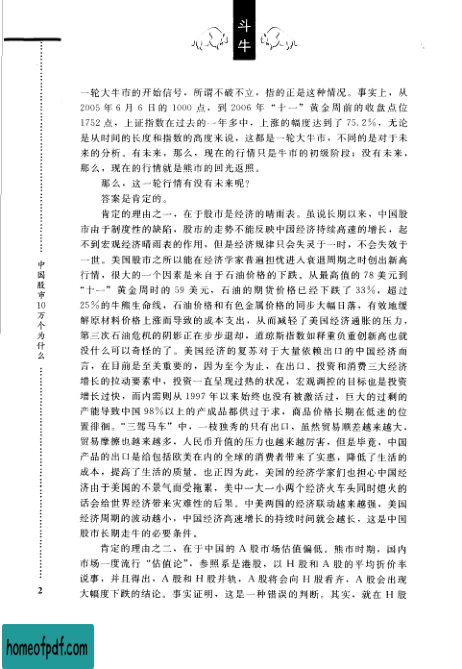 斗
牛
一轮大牛市的开始信号，所谓不破不立，指的正是这种情况。事实上，从
2005 年 6 月 6 日的 1000 点，到 2006 年“十一”黄金周前的收盘点位
1752 点，上证指数在过去的一年多中，上涨的幅度达到了 75.2%，无论
是从时间的长度和指数的高度来说，这都是一轮大牛市，不同的是对于未
来的分析。有未来，那么，现在的行情只是牛市的初级阶段；没有未来，
那么，现在的行情就是熊市的回光返照。
那么，这一轮行情有没有未来呢？
答案是肯定的。
肯定的理由之一，在于股市是经济的晴雨表。虽说长期以来，中国股
市由于制度性的缺陷，股市的走势不能反映中国经济持续高速的增长，起
不到宏观经济晴雨表的作用，但是经济规律只会失灵于一时，不会失效于
一世。美国股市之所以能在经济学家普遍担忧进入衰退周期之时创出新高
行情，很大的一个因素是来自于石油价格的下跌。从最高值的 78 美元到
“十一”黄金周时的 59 美元，石油的期货价格已经下跌了 33%，超过
25%的牛熊生命线，石油价格和有色金属价格的同步大幅回落，有效地缓
解原材料价格上涨而导致的成本支出，从而减轻了美国经济通胀的压力，
第三次石油危机的阴影正在步步退却，道琼斯指数如释重负重创新高也就
没什么可以奇怪的了。美国经济的复苏对于大量依赖出口的中国经济而
言，在目前是至关重要的，因为至今为止，在出口、投资和消费三大经济
增长的拉动要素中，投资一直呈现过热的状况，宏观调控的目标也是投资
增长过快，而内需则从 1997 年以来始终也没有被激活过，巨大的过剩的
产能导致中国 98%以上的产成品都供过于求，商品价格长期在低迷的位
置徘徊。“三驾马车”中，一枝独秀的只有出口，虽然贸易顺差越来越大，
贸易摩擦也越来越多，人民币升值的压力也越来越厉害，但是毕竟，中国
产品的出口是给包括欧美在内的全球的消费者带来了实惠，降低了生活的
成本，提高了生活的质量。也正因为此，美国的经济学家们也担心中国经
济由于美国的不景气而受拖累，美中一大一小两个经济火车头同时熄火的
话会给世界经济带来灾难性的后果。中美两国的经济联动越来越强，美国
经济周期的波动越小，中国经济高速增长的持续时间就会越长，这是中国
股市长期走牛的必要条件。
肯定的理由之二，在于中国的 A 股市场估值偏低。熊市时期，国内
市场一度流行“估值论”，参照系是港股，以 H 股和 A 股的平均折价率
说事，并且得出，A 股和 H 股并轨，A 股将会向 H 股看齐，A 股会出现
大幅度下跌的结论。事实证明，这是一种错误的判断。其实，就在 H 股
中国股市10万个为什么
2
homeofpdf.com